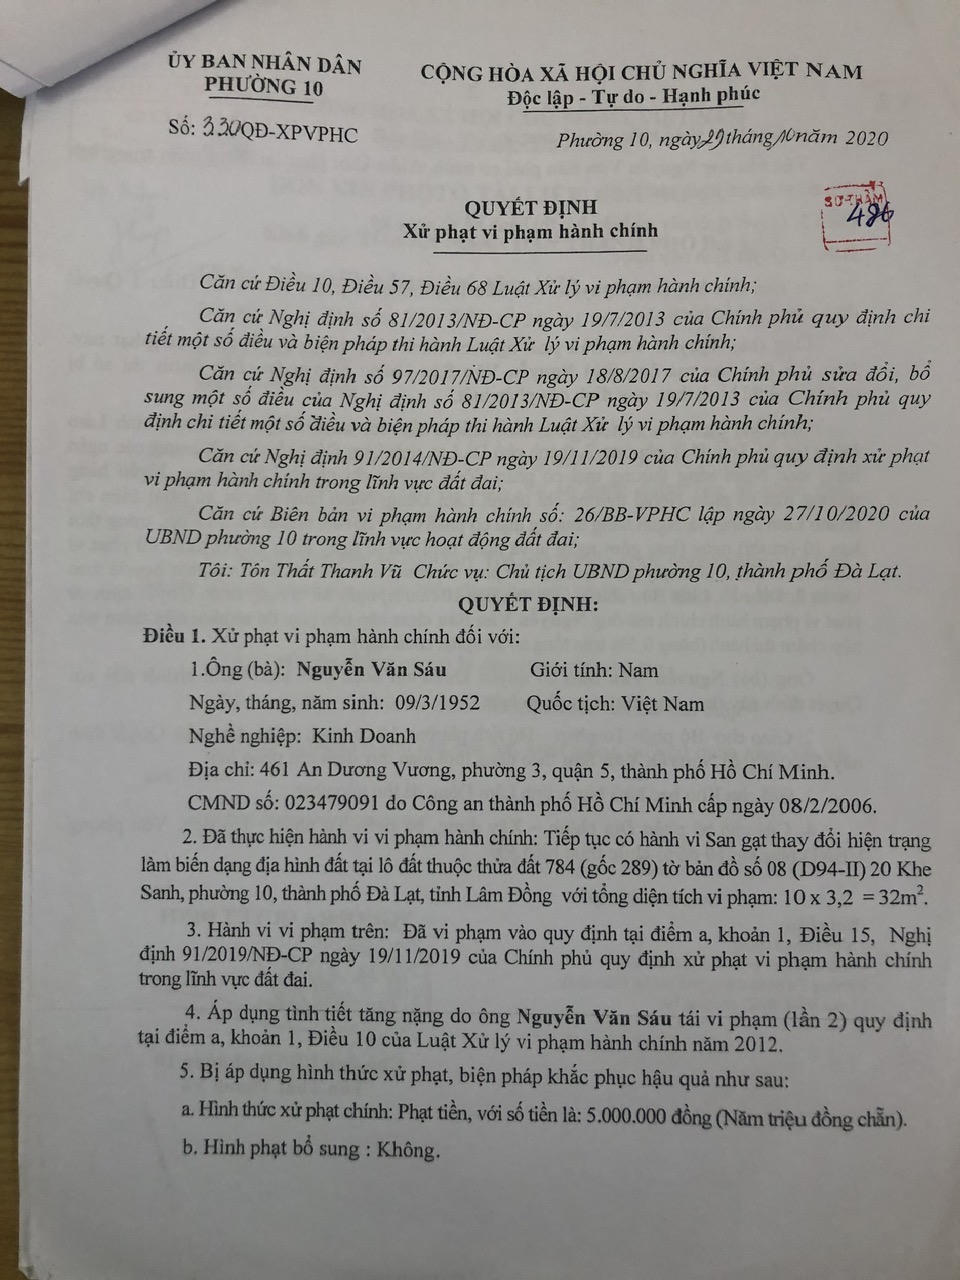 ỦY BAN NHÂN DÂN
PHƯỜNG 10
CỘNG HÒA XÃ HỘI CHỦ NGHĨA VIỆT NAM
Độc lập - Tự do - Hạnh phúc
Số: 330QĐ-XPVPHC
Phường 10, ngày 29 tháng 10 năm 2020
SƠ THẨM
486
QUYẾT ĐỊNH
Xử phạt vi phạm hành chính
Căn cứ Điều 10, Điều 57, Điều 68 Luật Xử lý vi phạm hành chính;
Căn cứ Nghị định số 81/2013/NĐ-CP ngày 19/7/2013 của Chính phủ quy định chi
tiết một số điều và biện pháp thi hành Luật Xử lý vi phạm hành chính;
Căn cứ Nghị định số 97/2017/NĐ-CP ngày 18/8/2017 của Chính phủ sửa đổi, bổ
sung một số điều của Nghị định số 81/2013/NĐ-CP ngày 19/7/2013 của Chính phủ quy
định chi tiết một số điều và biện pháp thi hành Luật Xử lý vi phạm hành chính;
Căn cứ Nghị định 91/2014/NĐ-CP ngày 19/11/2019 của Chính phủ quy định xử phạt
vi phạm hành chính trong lĩnh vực đất đai;
Căn cứ Biên bản vi phạm hành chính số: 26/BB-VPHC lập ngày 27/10/2020 của
UBND phường 10 trong lĩnh vực hoạt động đất đai;
Tôi: Tôn Thất Thanh Vũ Chức vụ: Chủ tịch UBND phường 10, thành phố Đà Lạt.
QUYẾT ĐỊNH:
Điều 1. Xử phạt vi phạm hành chính đối với:
1.Ông (bà): Nguyễn Văn Sáu Giới tính: Nam
Ngày, tháng, năm sinh: 09/3/1952 Quốc tịch: Việt Nam
Nghề nghiệp: Kinh Doanh
Địa chỉ: 461 An Dương Vương, phường 3, quận 5, thành phố Hồ Chí Minh.
CMND số: 023479091 do Công an thành phố Hồ Chí Minh cấp ngày 08/2/2006.
2. Đã thực hiện hành vi vi phạm hành chính: Tiếp tục có hành vi San gạt thay đổi hiện trạng
làm biến dạng địa hình đất tại lô đất thuộc thửa đất 784 (gốc 289) tờ bản đồ số 08 (D94-II) 20 Khe
Sanh, phường 10, thành phố Đà Lạt, tỉnh Lâm Đồng với tổng diện tích vi phạm: 10 x 3,2 = 32m².
3. Hành vi vi phạm trên: Đã vi phạm vào quy định tại điểm a, khoản 1, Điều 15, Nghị
định 91/2019/NĐ-CP ngày 19/11/2019 của Chính phủ quy định xử phạt vi phạm hành chính
trong lĩnh vực đất đai.
4. Áp dụng tình tiết tăng nặng do ông Nguyễn Văn Sáu tái vi phạm (lần 2) quy định
tại điểm a, khoản 1, Điều 10 của Luật Xử lý vi phạm hành chính năm 2012.
5. Bị áp dụng hình thức xử phạt, biện pháp khắc phục hậu quả như sau:
a. Hình thức xử phạt chính: Phạt tiền, với số tiền là: 5.000.000 đồng (Năm triệu đồng chẵn).
b. Hình phạt bổ sung : Không.